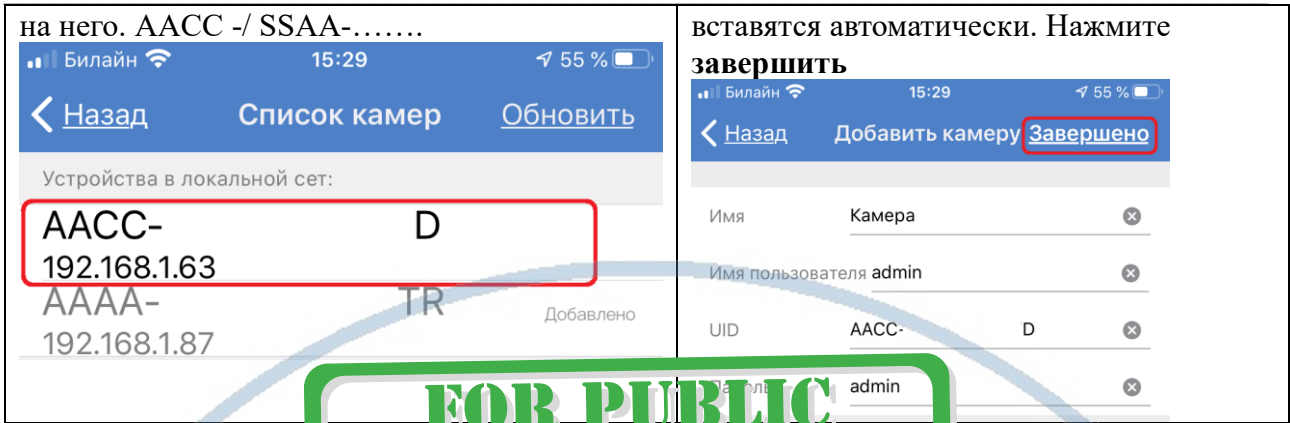 на него. AACC -/ SSAA-…….
Билайн 15:29 55 %
Назад Список камер Обновить
Устройства в локальной сет:
AACC- D
192.168.1.63
AAAA- TR
Добавлено
192.168.1.87
вставятся автоматически. Нажмите
завершить
Билайн 15:29 55 %
Назад Добавить камеру Завершено
Имя Камера
Имя пользователя admin
UID AACC- D
admin
FOR PUBLIC